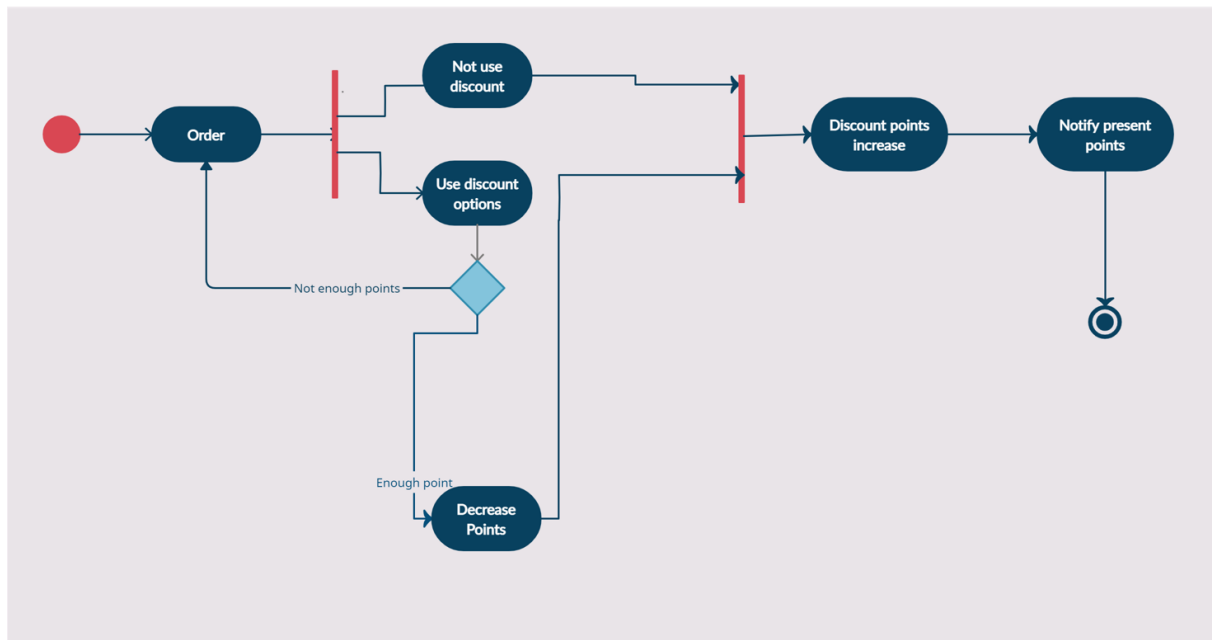 Not use
discount
Order
Discount points
increase
Notify present
points
Use discount
options
Not enough points
Enough point
Decrease
Points